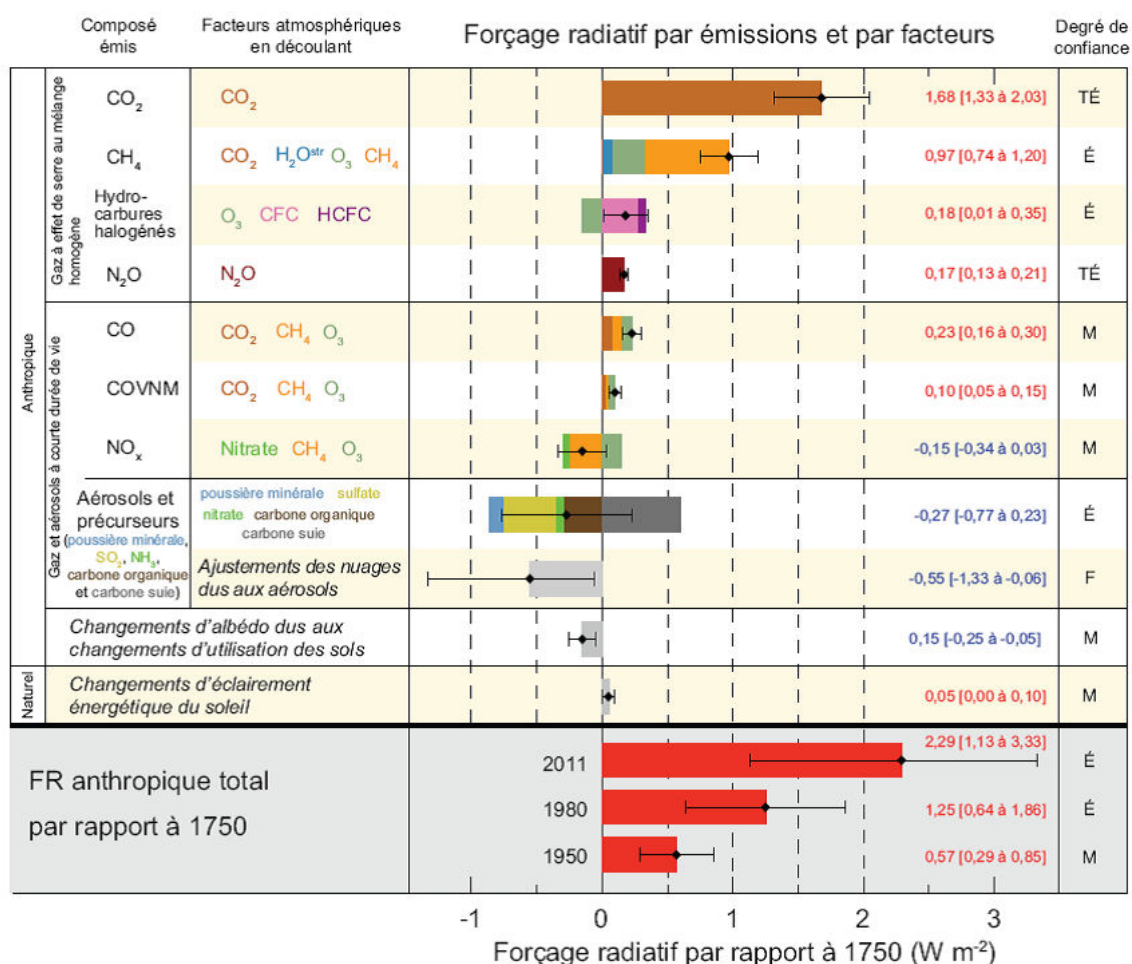 Composé émis
Facteurs atmosphériques en découlant
Forçage radiatif par émissions et par facteurs
Degré de confiance
Anthropique
Gaz à effet de serre au mélange homogène
CO₂
CO₂
1,68 [1,33 à 2,03]
TÉ
CH₄
CO₂ H₂Oˢᵗʳ O₃ CH₄
0,97 [0,74 à 1,20]
É
Hydro-
carbures
halogénés
O₃ CFC HCFC
0,18 [0,01 à 0,35]
É
N₂O
N₂O
0,17 [0,13 à 0,21]
TÉ
Gaz et aérosols à courte durée de vie
CO
CO₂ CH₄ O₃
0,23 [0,16 à 0,30]
M
COVNM
CO₂ CH₄ O₃
0,10 [0,05 à 0,15]
M
NOₓ
Nitrate CH₄ O₃
-0,15 [-0,34 à 0,03]
M
Aérosols et
précurseurs
(poussière minérale,
SO₂, NH₃,
carbone organique
et carbone suie)
poussière minérale sulfate
nitrate carbone organique
carbone suie
-0,27 [-0,77 à 0,23]
É
Ajustements des nuages
dus aux aérosols
-0,55 [-1,33 à -0,06]
F
Changements d'albédo dus aux
changements d'utilisation des sols
0,15 [-0,25 à -0,05]
M
Naturel
Changements d'éclairement
énergétique du soleil
0,05 [0,00 à 0,10]
M
FR anthropique total
par rapport à 1750
2011
2,29 [1,13 à 3,33]
É
1980
1,25 [0,64 à 1,86]
É
1950
0,57 [0,29 à 0,85]
M
-1 0 1 2 3
Forçage radiatif par rapport à 1750 (W m⁻²)